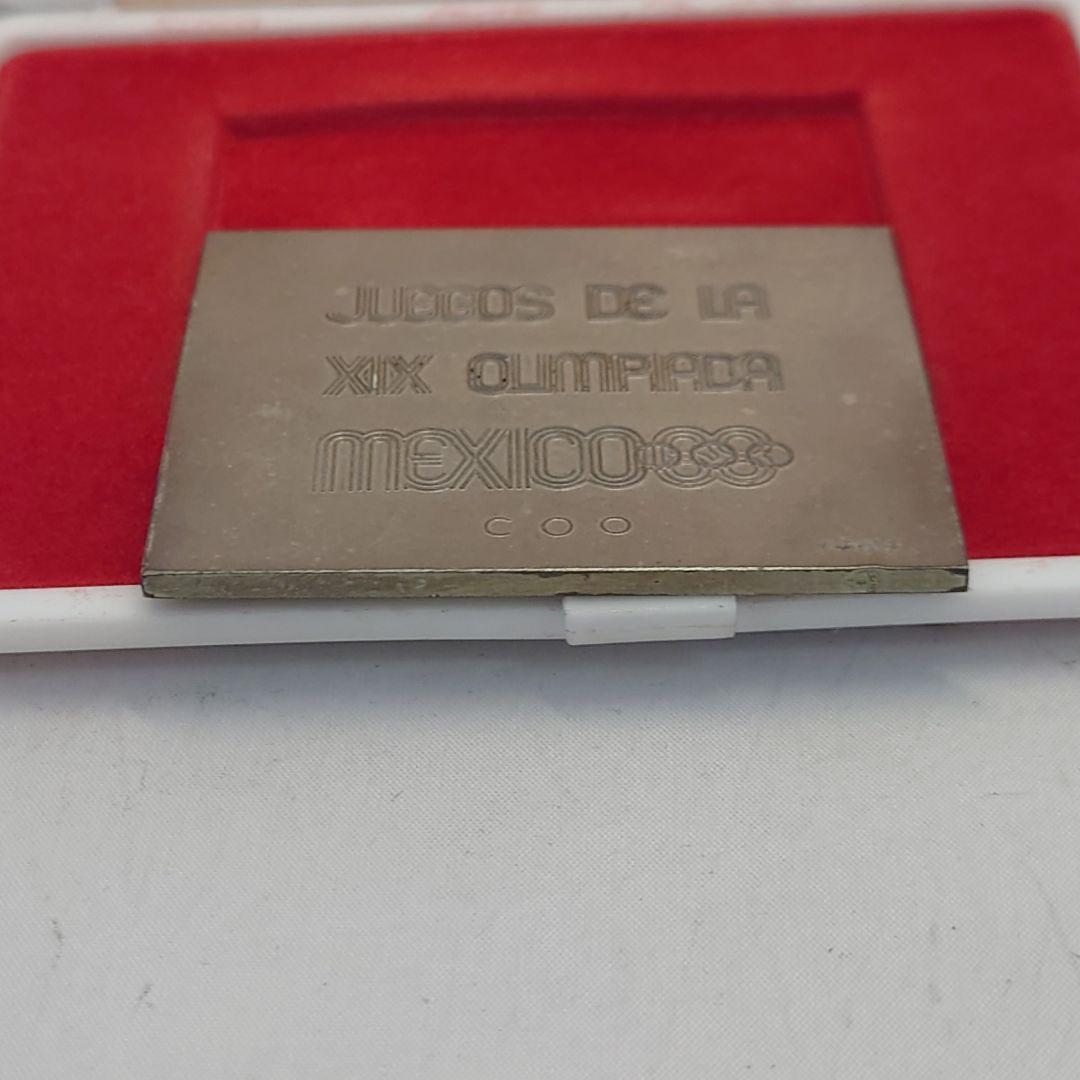 JUEGOS DE LA
XIX OLIMPIADA
MEXICO68
COO